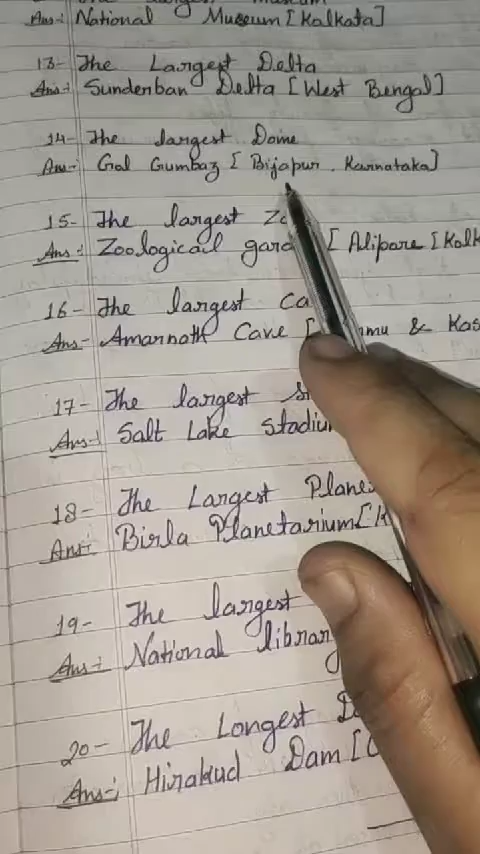 Ans:- National Museum [Kolkata]
13- The Largest Delta
Ans:- Sunderban Delta [West Bengal]
14- The largest Dome
Ans:- Gol Gumbaz [Bijapur. Karnataka]
15- The largest
Ans: Zoological [Alipore [Kolk
16- The largest
Ans- Amarnath Cave [ & Kas
17- The largest
Ans:- Salt Lake Stadiu
18- The Largest Plane
Ans:- Birla Planetarium [K
19- The largest
Ans:- National librar
20- The Longest
Ans:- Hirakud Dam [